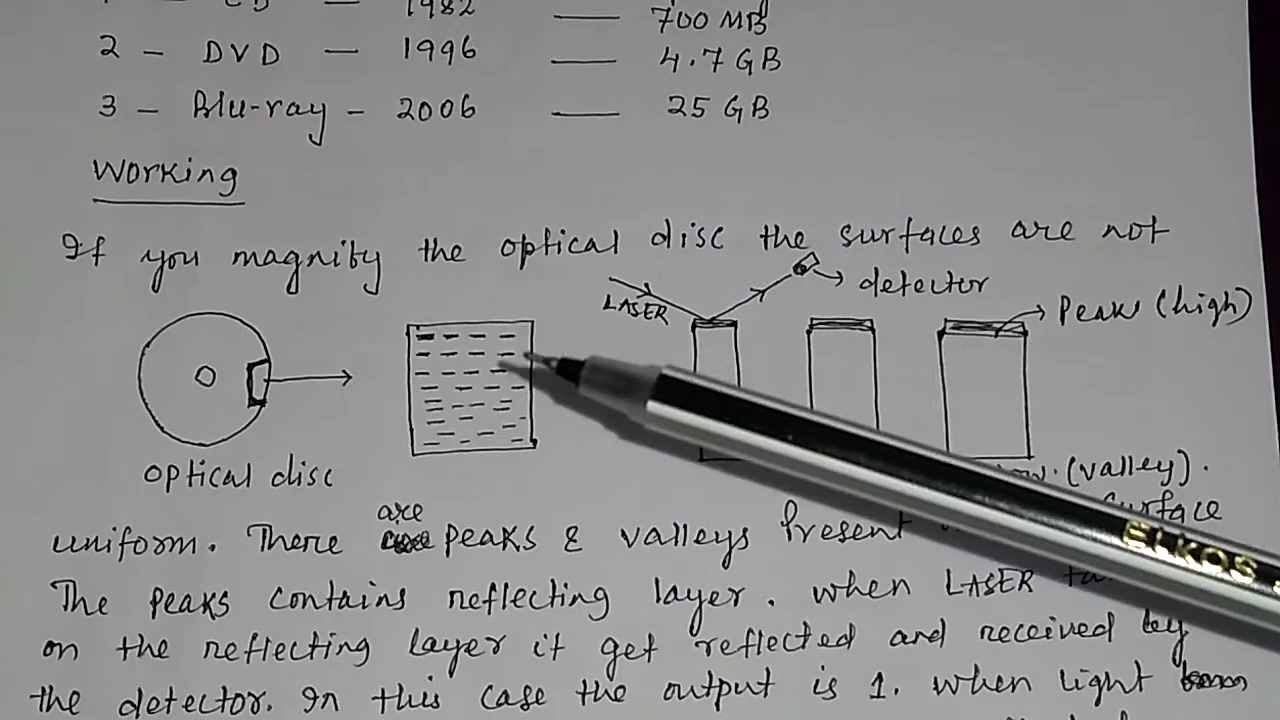 CD — 1982 — 700 MB
2 - DVD — 1996 — 4.7 GB
3 - Blu-ray - 2006 — 25 GB
Working
If you magnity the optical disc the surfaces are not
LASER
detector
Peak (high)
optical disc
(valley).
are
uniform. There peaks & valleys present surface
The peaks contains reflecting layer. when LASER
on the reflecting layer it get reflected and received by
the detector. In this case the output is 1. when light
ELKOS